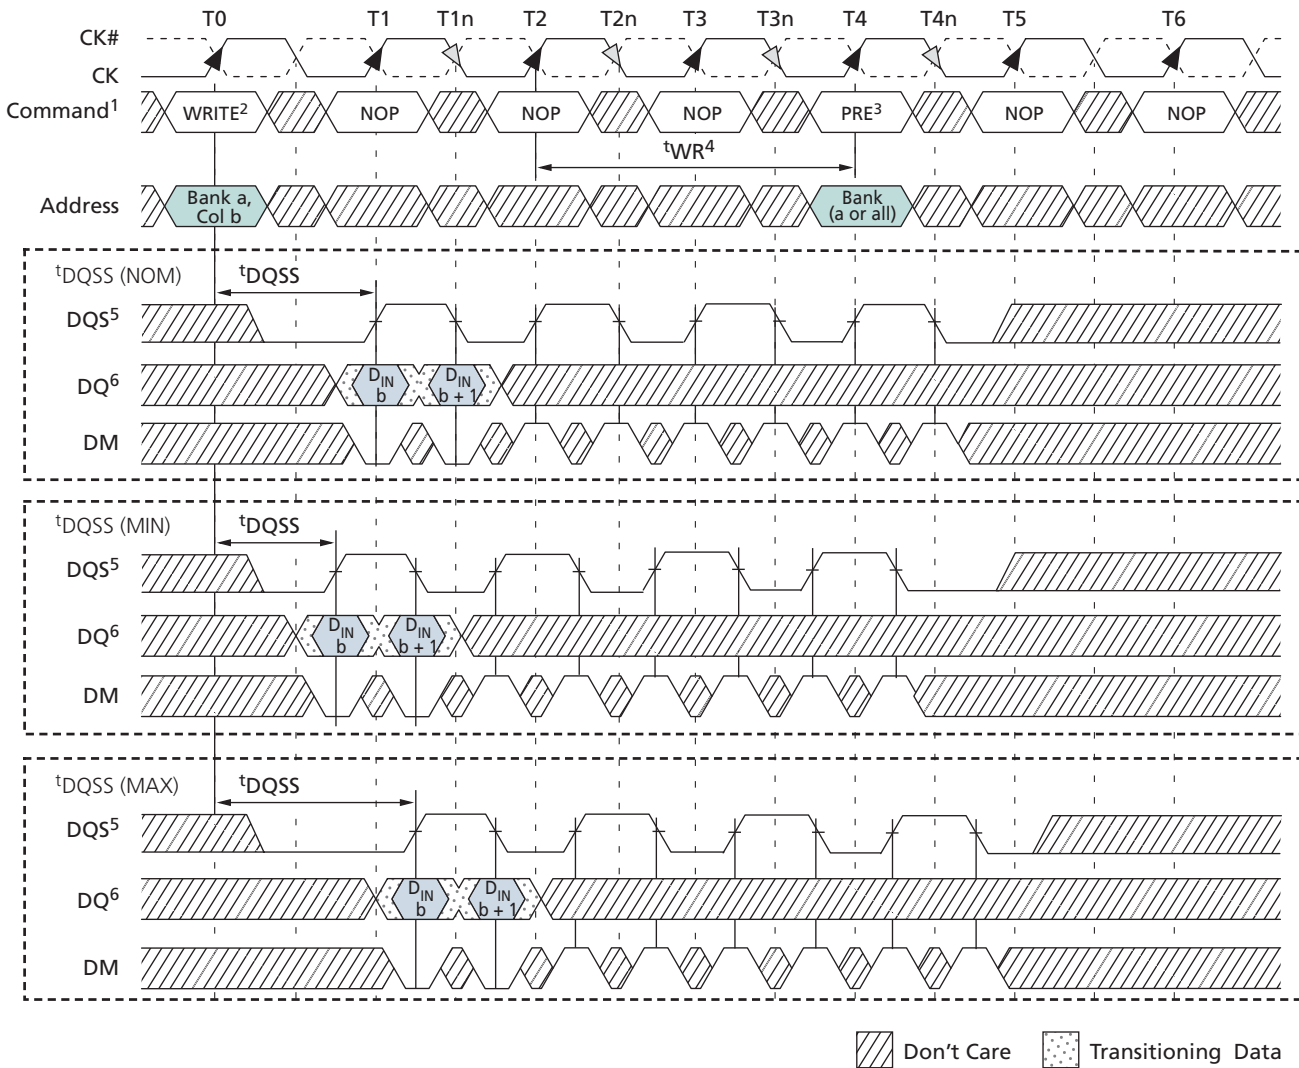 T0 T1 T1n T2 T2n T3 T3n T4 T4n T5 T6
CK#
CK
Command¹ WRITE² NOP NOP NOP PRE³ NOP NOP
ᵗWR⁴
Address Bank a, Col b Bank (a or all)
ᵗDQSS (NOM) ᵗDQSS
DQS⁵
DQ⁶ DIN b DIN b + 1
DM
ᵗDQSS (MIN) ᵗDQSS
DQS⁵
DQ⁶ DIN b DIN b + 1
DM
ᵗDQSS (MAX) ᵗDQSS
DQS⁵
DQ⁶ DIN b DIN b + 1
DM
Don't Care Transitioning Data